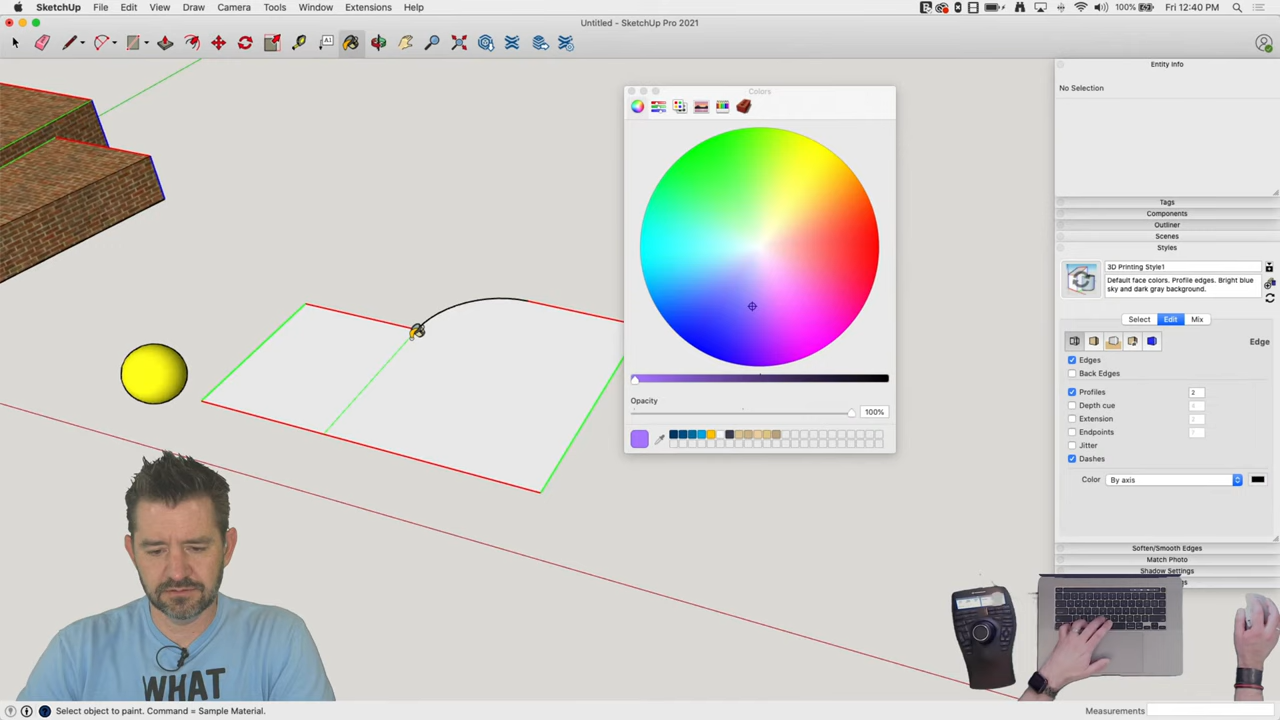 SketchUp File Edit View Draw Camera Tools Window Extensions Help 100% Fri 12:40 PM
Untitled - SketchUp Pro 2021
Colors
Opacity
100%
Entity Info
No Selection
Tags
Components
Outliner
Scenes
Styles
3D Printing Style1
Default face colors. Profile edges. Bright blue
sky and dark gray background.
Select Edit Mix
Edge
Edges
Back Edges
Profiles 2
Depth cue
Extension
Endpoints
Jitter
Dashes
Color By axis
Soften/Smooth Edges
Match Photo
Shadow Settings
WHAT
Select object to paint. Command = Sample Material.
Measurements